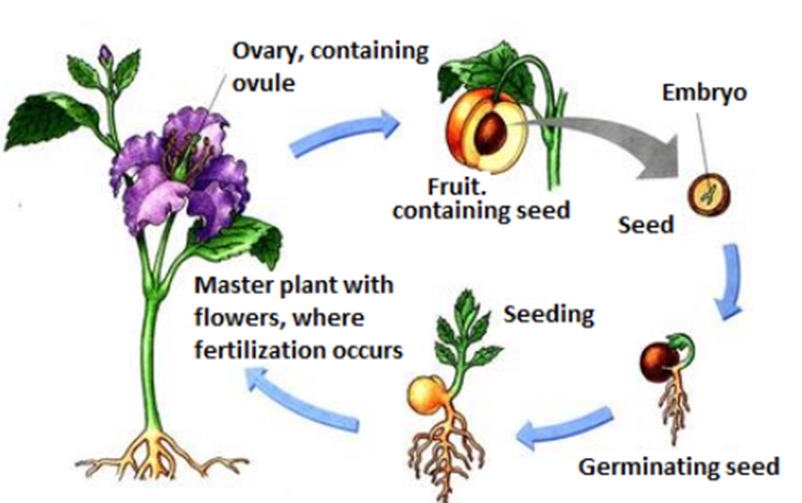 Ovary, containing
ovule
Embryo
Fruit.
containing seed
Seed
Master plant with
flowers, where
fertilization occurs
Seeding
Germinating seed